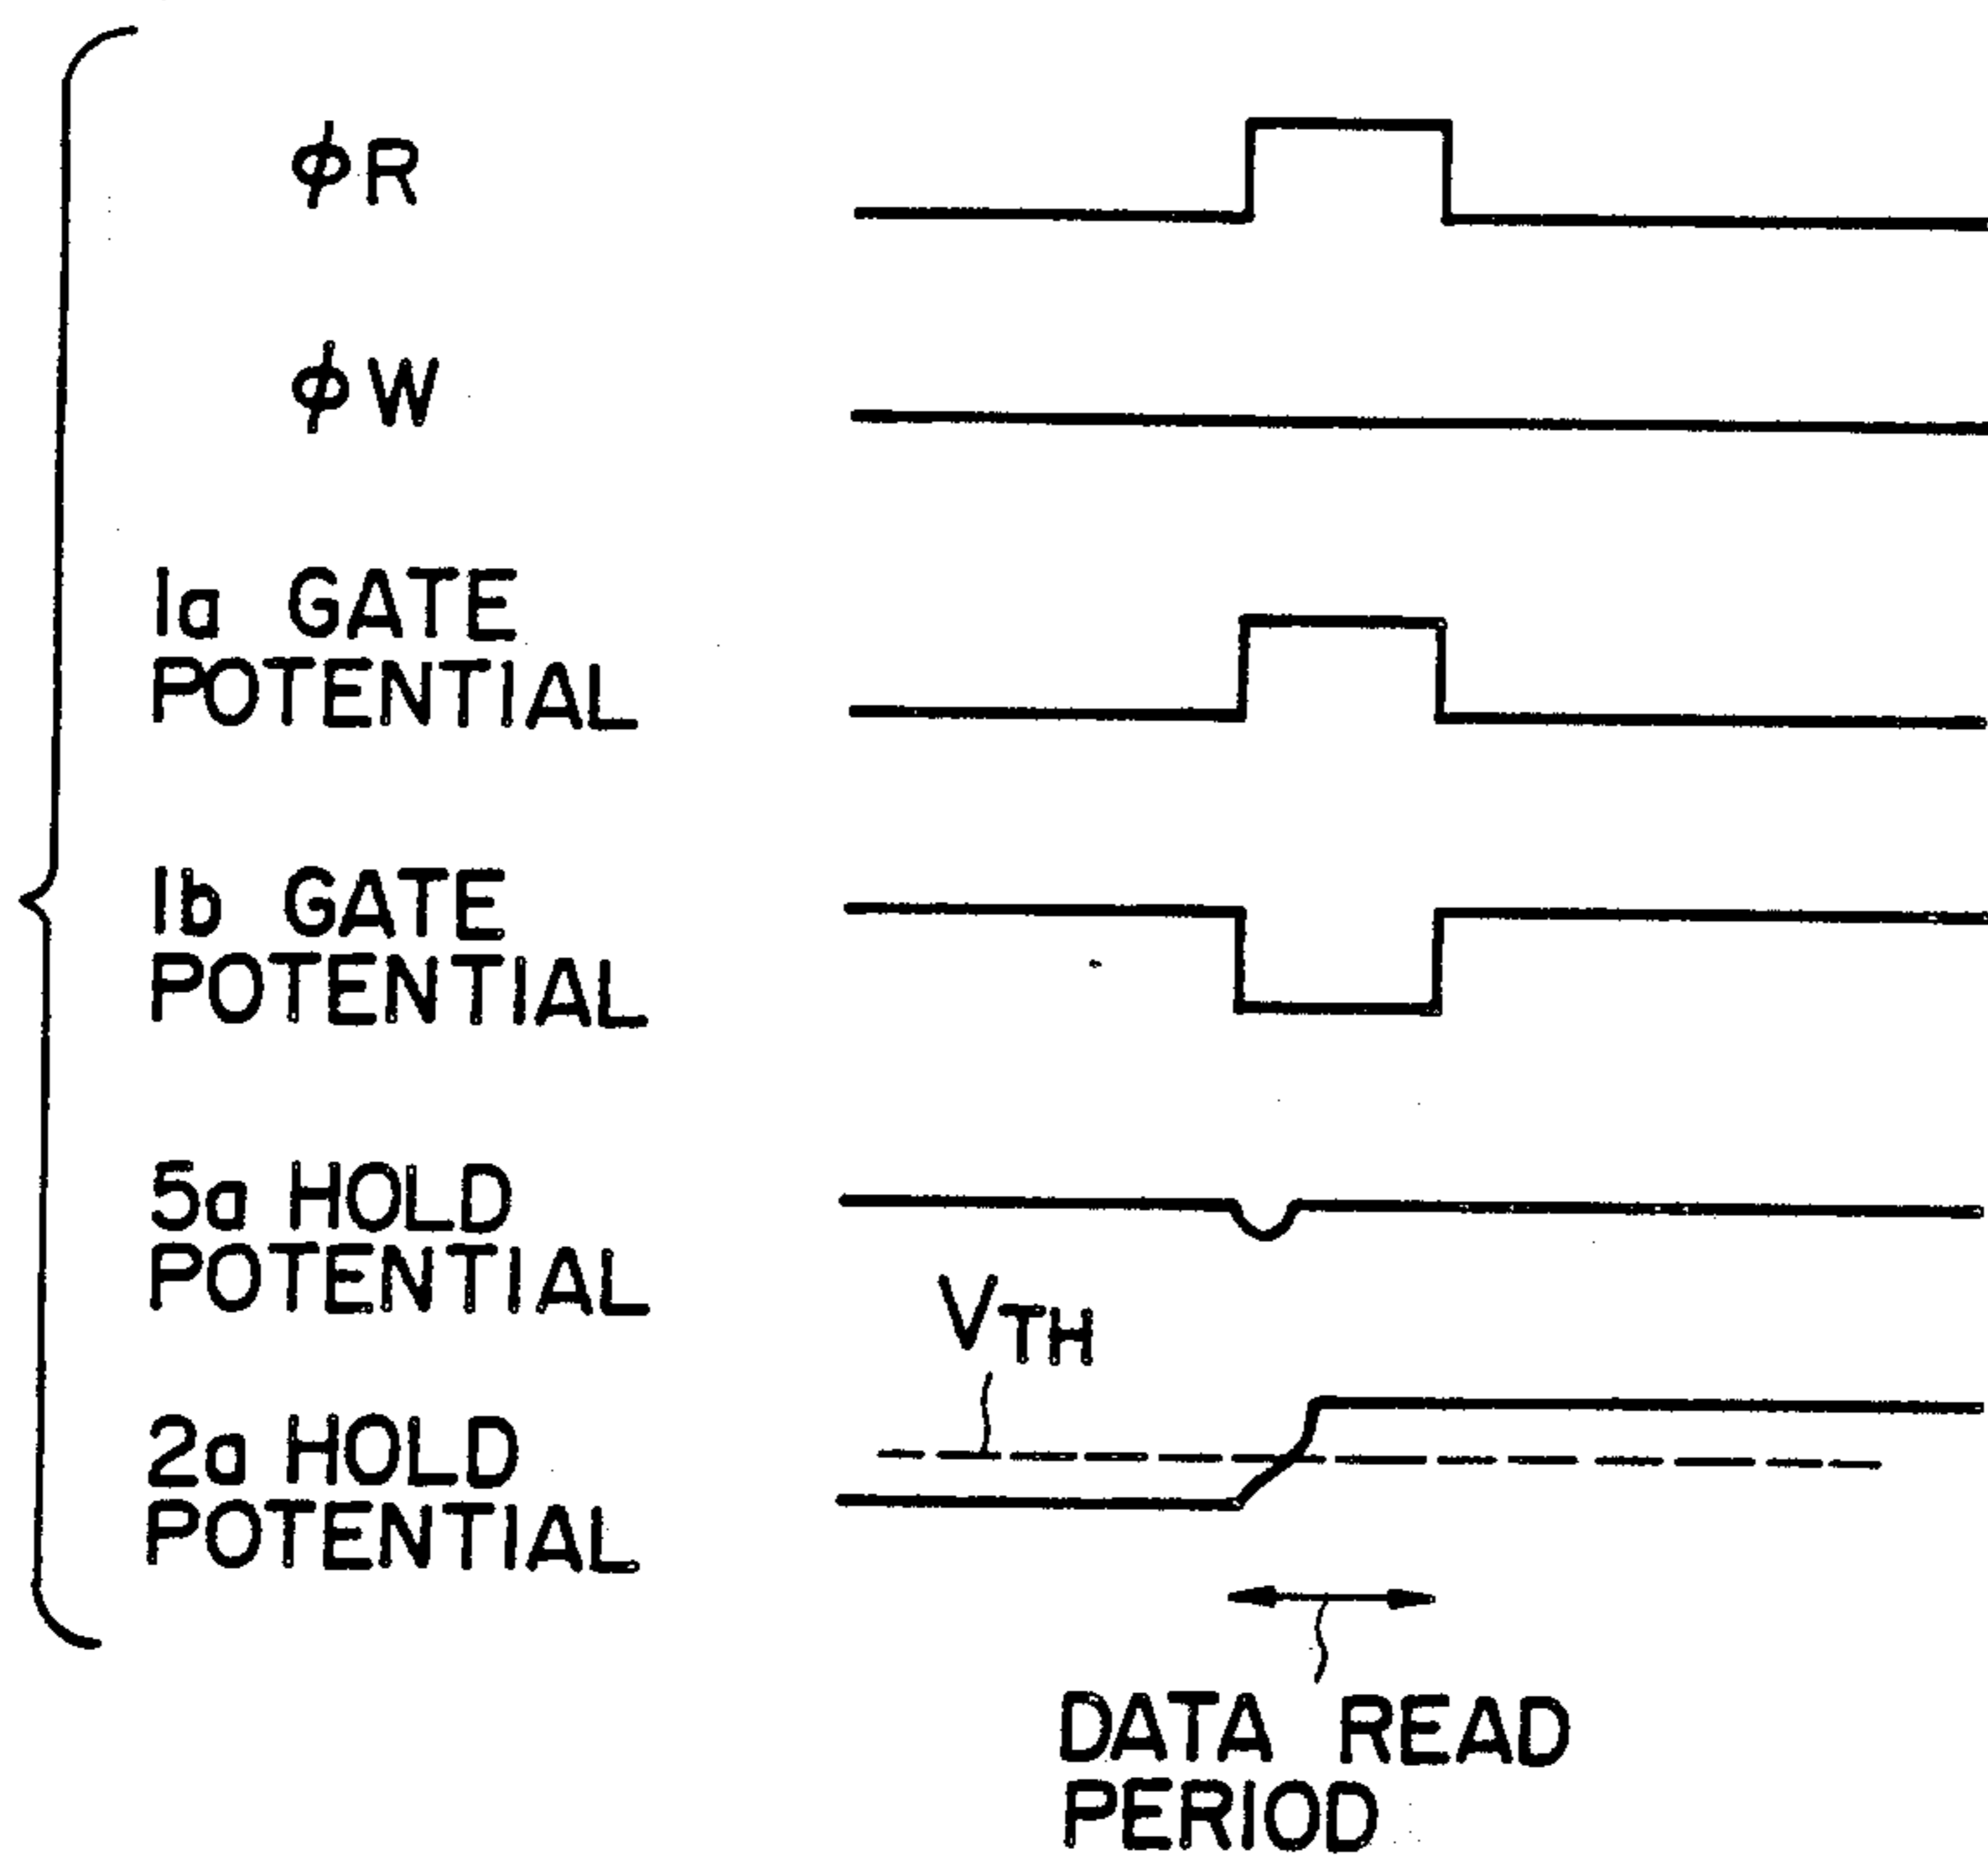 ϕR
ϕW
1a GATE
POTENTIAL
1b GATE
POTENTIAL
5a HOLD
POTENTIAL
VTH
2a HOLD
POTENTIAL
DATA READ
PERIOD